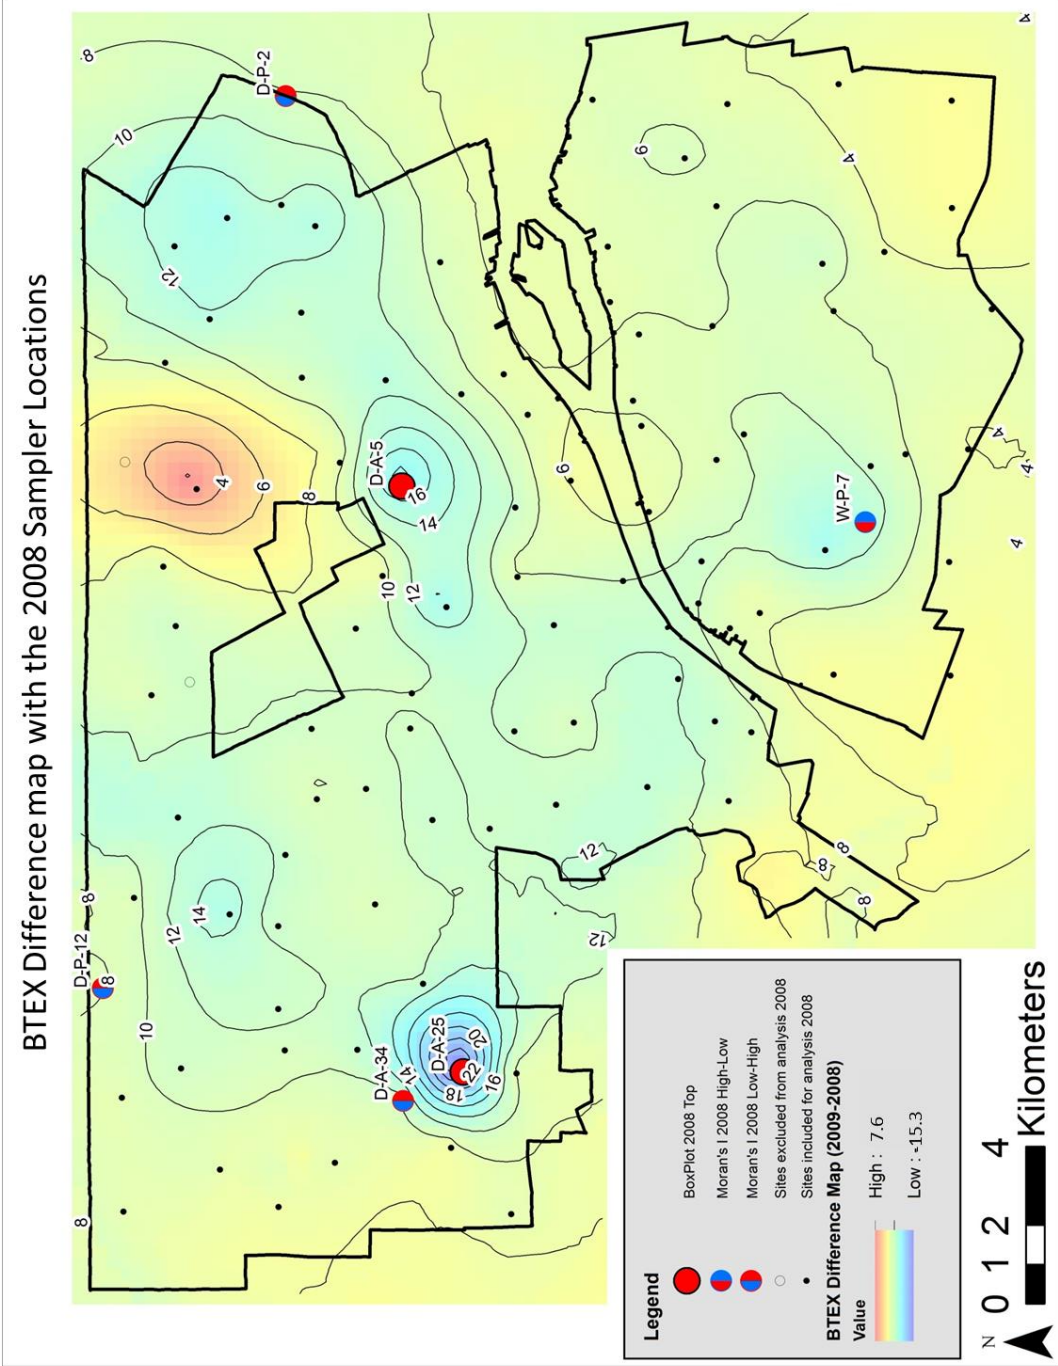 BTEX Difference map with the 2008 Sampler Locations
8
D-P-12
8
8
8
10
10
12
12
14
4
D-P-2
6
8
D-A-34
D-A-5
10
14
12
16
14
D-A-25
18
22
20
16
6
12
12
6
8
W-P-7
8
4
8
4
4
4
4
Legend
BoxPlot 2008 Top
Moran's I 2008 High-Low
Moran's I 2008 Low-High
Sites excluded from analysis 2008
Sites included for analysis 2008
BTEX Difference Map (2009-2008)
Value
High : 7.6
Low : -15.3
N
0 1 2 4
Kilometers